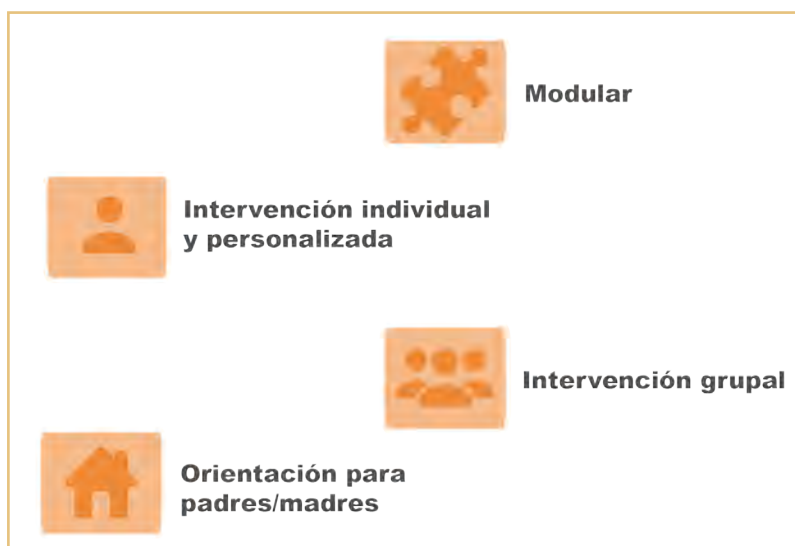 Modular
Intervención individual
y personalizada
Intervención grupal
Orientación para
padres/madres